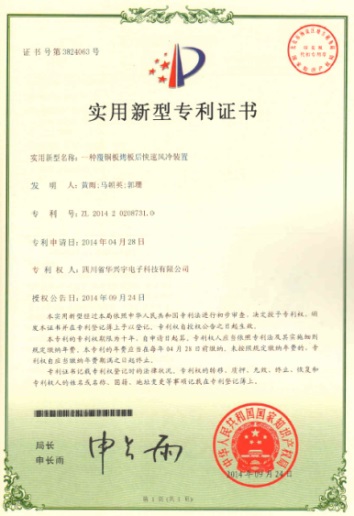 证书号第3824063号
实用新型专利证书
实用新型名称：一种覆铜板烤板后快速风冷装置
发 明 人：黄梅;马昭英;郭珊
专 利 号：ZL 2014 2 0208731.0
专利申请日：2014年04月28日
专 利 权 人：四川省华兴宇电子科技有限公司
授权公告日：2014年09月24日
本实用新型经过本局依照中华人民共和国专利法进行初步审查，决定授予专利权，颁
发本证书并在专利登记簿上予以登记。专利权自授权公告之日起生效。
本专利的专利权期限为十年，自申请日起算。专利权人应当依照专利法及其实施细则
规定缴纳年费。本专利的年费应当在每年04月28日前缴纳。未按照规定缴纳年费的，专利
权自应当缴纳年费期满之日起终止。
专利证书记载专利权登记时的法律状况。专利权的转移、质押、无效、终止、恢复和
专利权人的姓名或名称、国籍、地址变更等事项记载在专利登记簿上。
局长
申长雨
申长雨
中华人民共和国国家知识产权局
2014年09月24日
第1页(共1页)